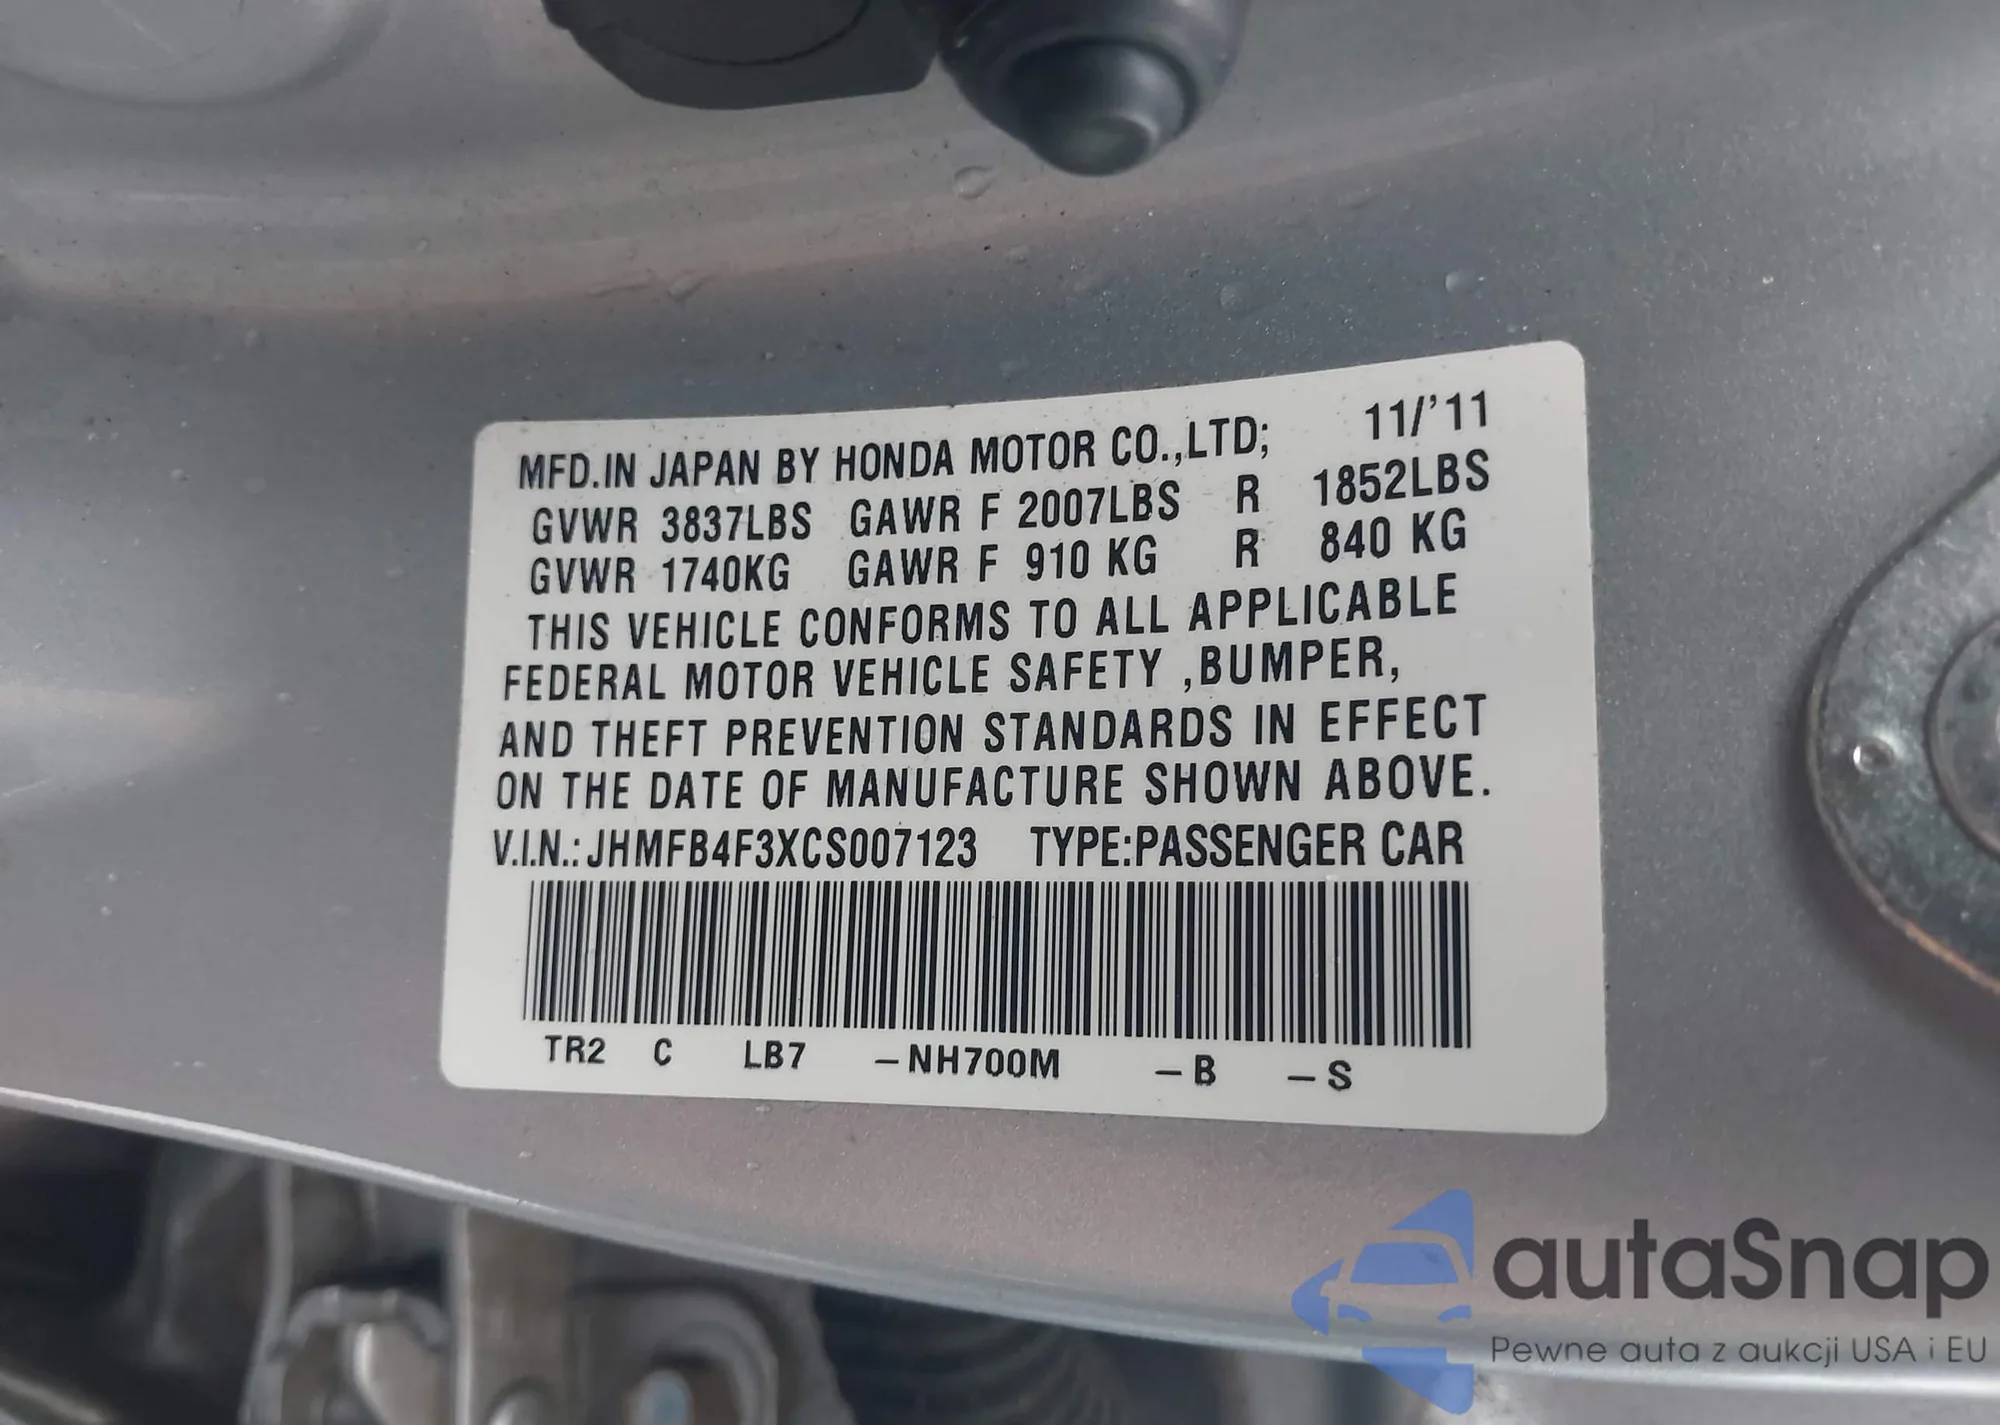 MFD.IN JAPAN BY HONDA MOTOR CO.,LTD; 11/'11
GVWR 3837LBS GAWR F 2007LBS R 1852LBS
GVWR 1740KG GAWR F 910 KG R 840 KG
THIS VEHICLE CONFORMS TO ALL APPLICABLE
FEDERAL MOTOR VEHICLE SAFETY ,BUMPER,
AND THEFT PREVENTION STANDARDS IN EFFECT
ON THE DATE OF MANUFACTURE SHOWN ABOVE.
V.I.N.:JHMFB4F3XCS007123 TYPE:PASSENGER CAR
TR2 C LB7 –NH700M –B –S
autaSnap
Pewne auta z aukcji USA i EU